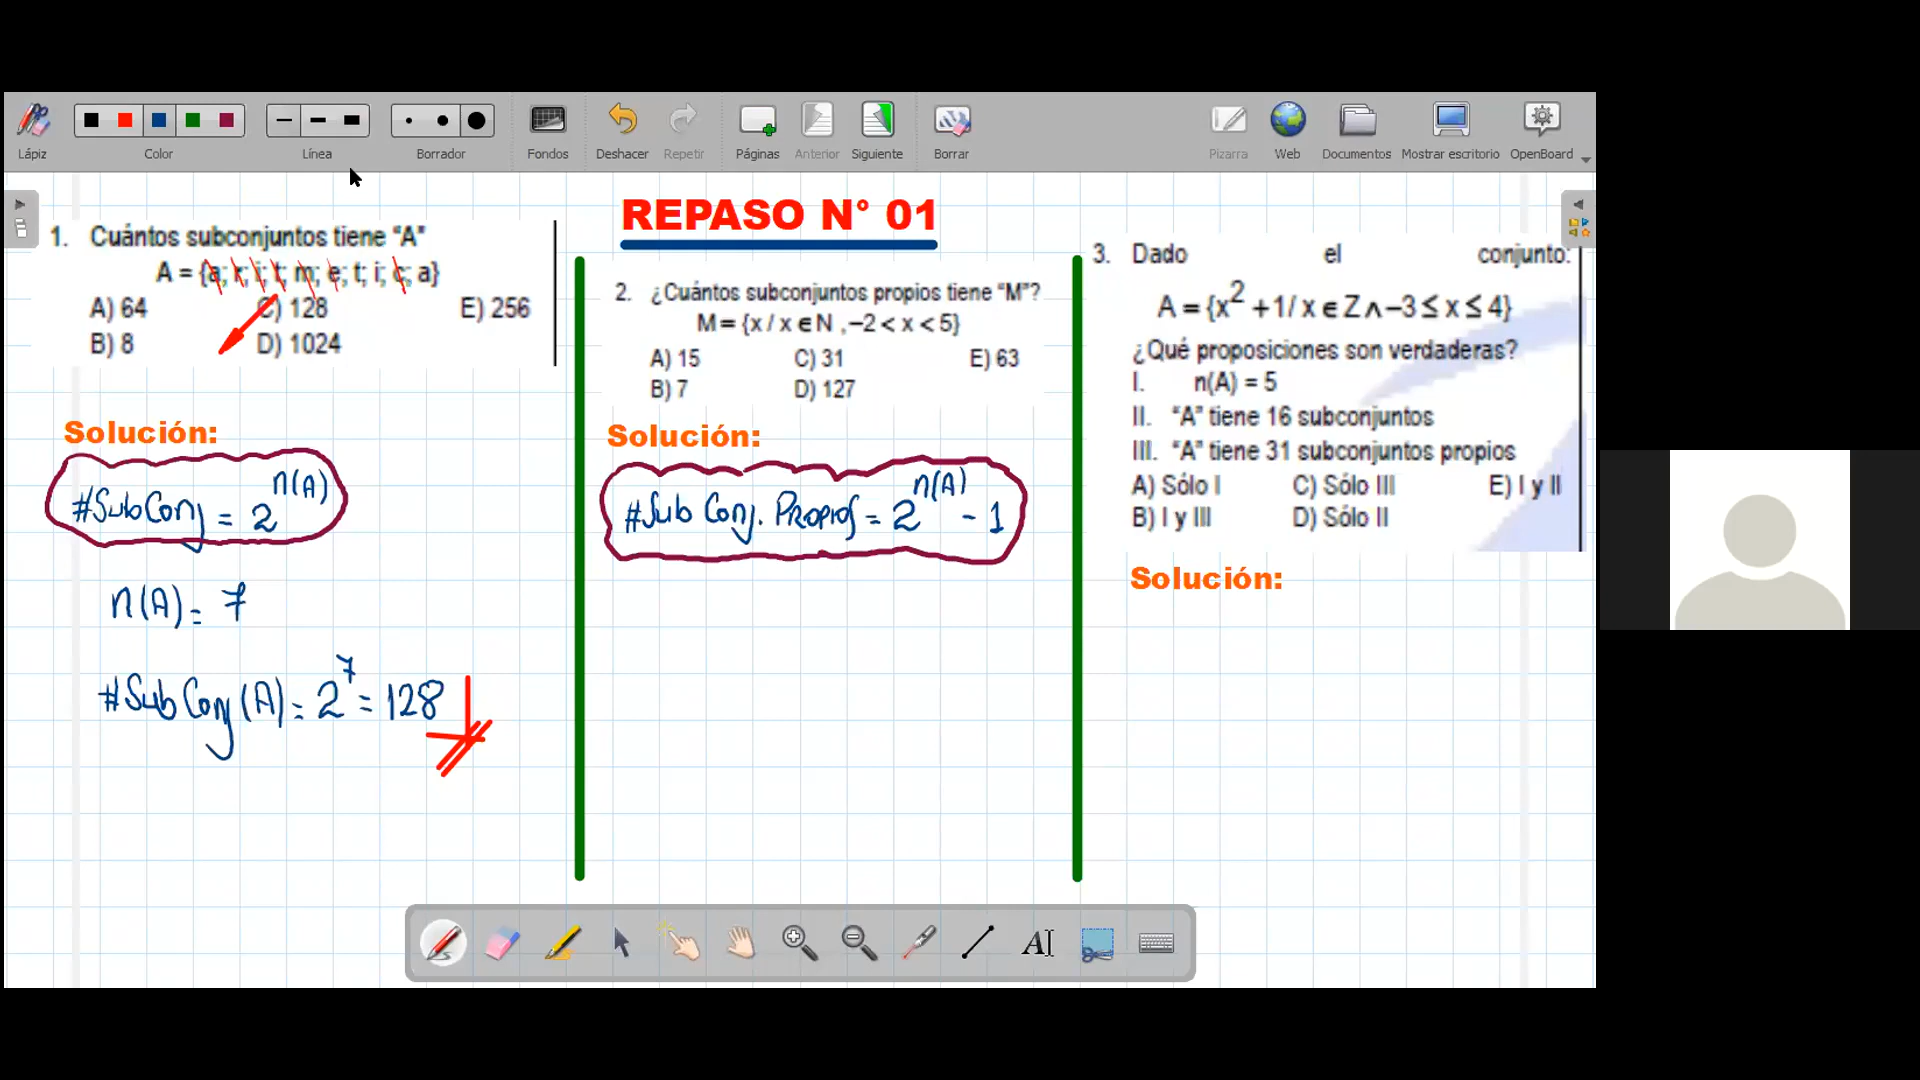 Lápiz
Color
Línea
Borrador
Fondos
Deshacer
Repetir
Páginas
Anterior
Siguiente
Borrar
Pizarra
Web
Documentos
Mostrar escritorio
OpenBoard
REPASO N° 01
1. Cuántos subconjuntos tiene “A”
A = {a; r; i; t; m; e; t; i; c; a}
A) 64 C) 128 E) 256
B) 8 D) 1024
Solución:
#SubConj = 2^n(A)
n(A) = 7
#SubConj(A) = 2^7 = 128
2. ¿Cuántos subconjuntos propios tiene “M”?
M = {x / x ∈ N , −2 < x < 5}
A) 15 C) 31 E) 63
B) 7 D) 127
Solución:
#Sub Conj. Propios = 2^n(A) - 1
3. Dado el conjunto:
A = {x² + 1/ x ∈ Z ∧ −3 ≤ x ≤ 4}
¿Qué proposiciones son verdaderas?
I. n(A) = 5
II. “A” tiene 16 subconjuntos
III. “A” tiene 31 subconjuntos propios
A) Sólo I C) Sólo III E) I y II
B) I y III D) Sólo II
Solución: